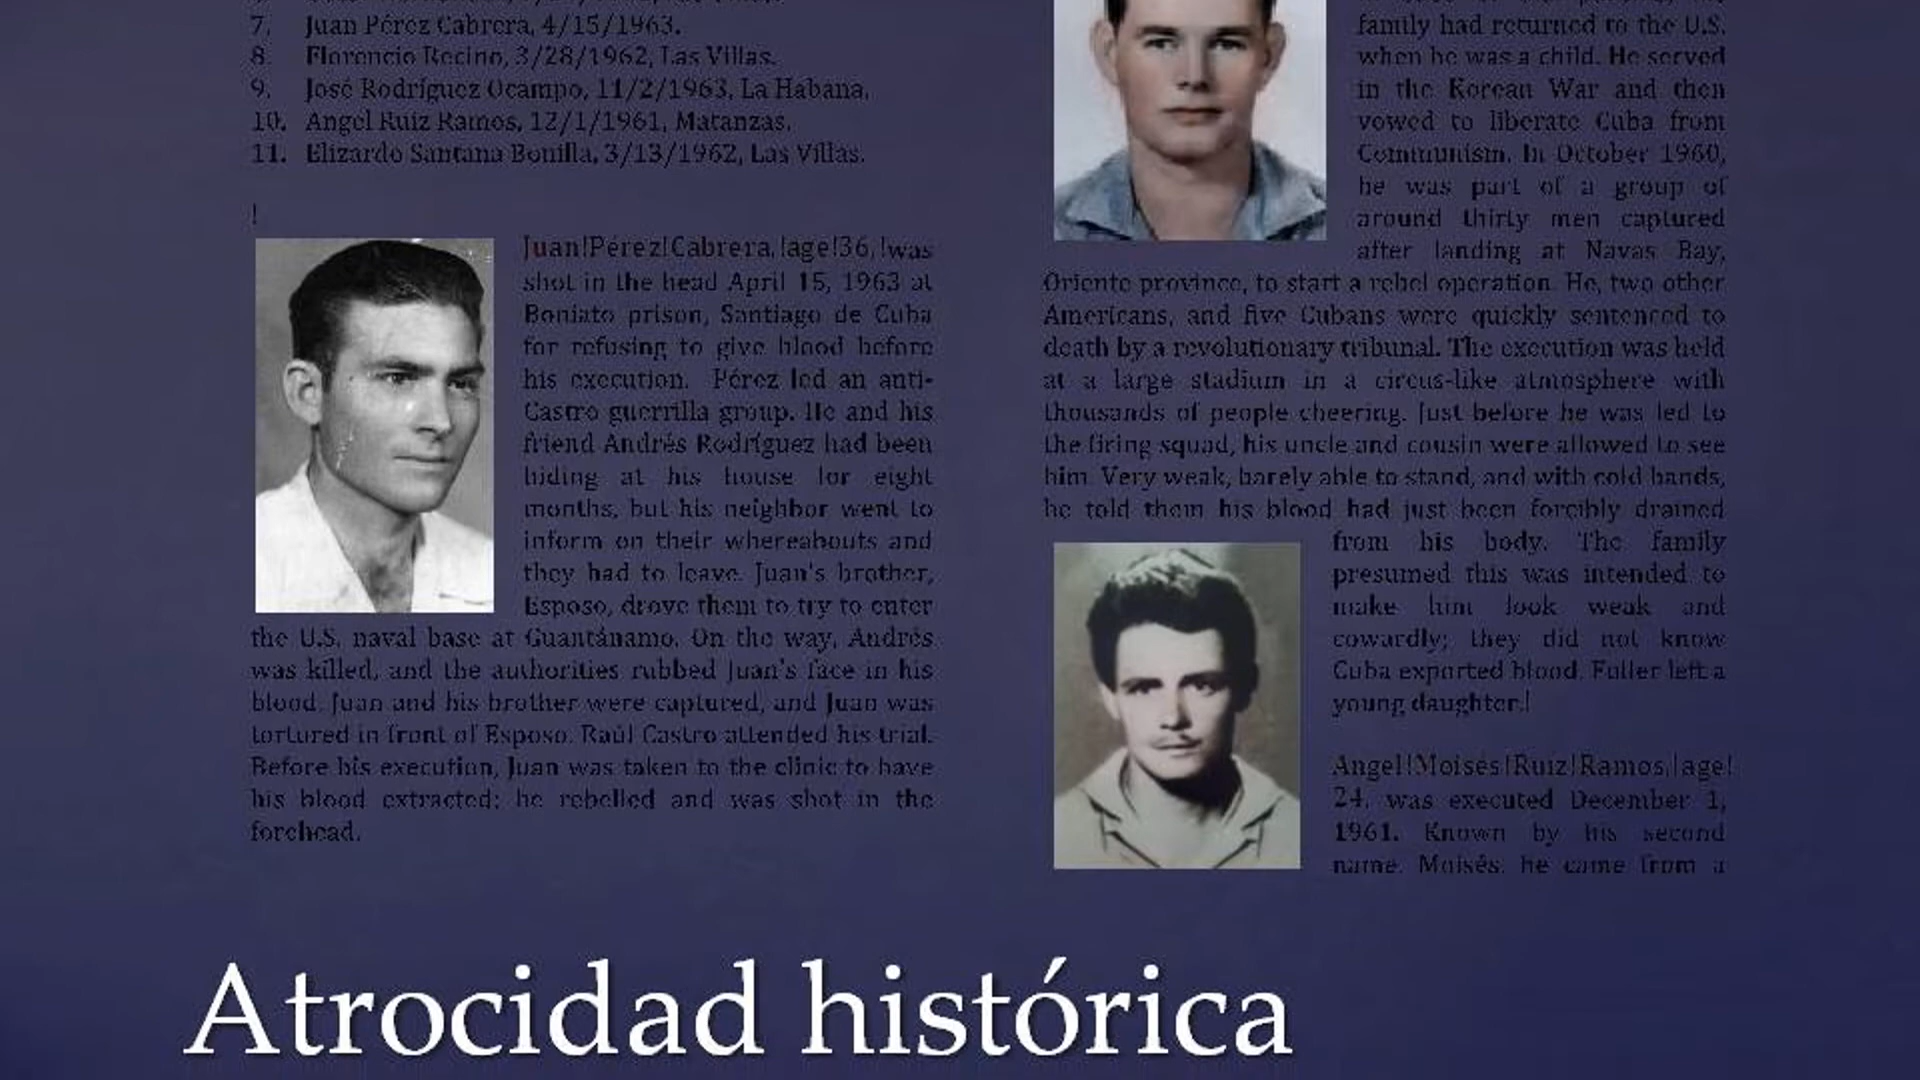 7. Juan Pérez Cabrera, 4/15/1963.
8. Florencio Recino, 3/28/1962, Las Villas.
9. José Rodríguez Ocampo, 11/2/1963, La Habana.
10. Angel Ruiz Ramos, 12/1/1961, Matanzas.
11. Elizardo Santana Bonilla, 3/13/1962, Las Villas.
!
Juan!Pérez!Cabrera,!age!36,!was
shot in the head April 15, 1963 at
Boniato prison, Santiago de Cuba
for refusing to give blood before
his execution. Pérez led an anti-
Castro guerrilla group. He and his
friend Andrés Rodríguez had been
hiding at his house for eight
months, but his neighbor went to
inform on their whereabouts and
they had to leave. Juan's brother,
Esposo, drove them to try to enter
the U.S. naval base at Guantánamo. On the way, Andrés
was killed, and the authorities rubbed Juan's face in his
blood. Juan and his brother were captured, and Juan was
tortured in front of Esposo. Raúl Castro attended his trial.
Before his execution, Juan was taken to the clinic to have
his blood extracted; he rebelled and was shot in the
forehead.
family had returned to the U.S.
when he was a child. He served
in the Korean War and then
vowed to liberate Cuba from
Communism. In October 1960,
he was part of a group of
around thirty men captured
after landing at Navas Bay,
Oriente province, to start a rebel operation. He, two other
Americans, and five Cubans were quickly sentenced to
death by a revolutionary tribunal. The execution was held
at a large stadium in a circus-like atmosphere with
thousands of people cheering. Just before he was led to
the firing squad, his uncle and cousin were allowed to see
him. Very weak, barely able to stand, and with cold hands,
he told them his blood had just been forcibly drained
from his body. The family
presumed this was intended to
make him look weak and
cowardly; they did not know
Cuba exported blood. Fuller left a
young daughter.!
Angel!Moisés!Ruiz!Ramos,!age!
24, was executed December 1,
1961. Known by his second
name, Moisés, he came from a
Atrocidad histórica